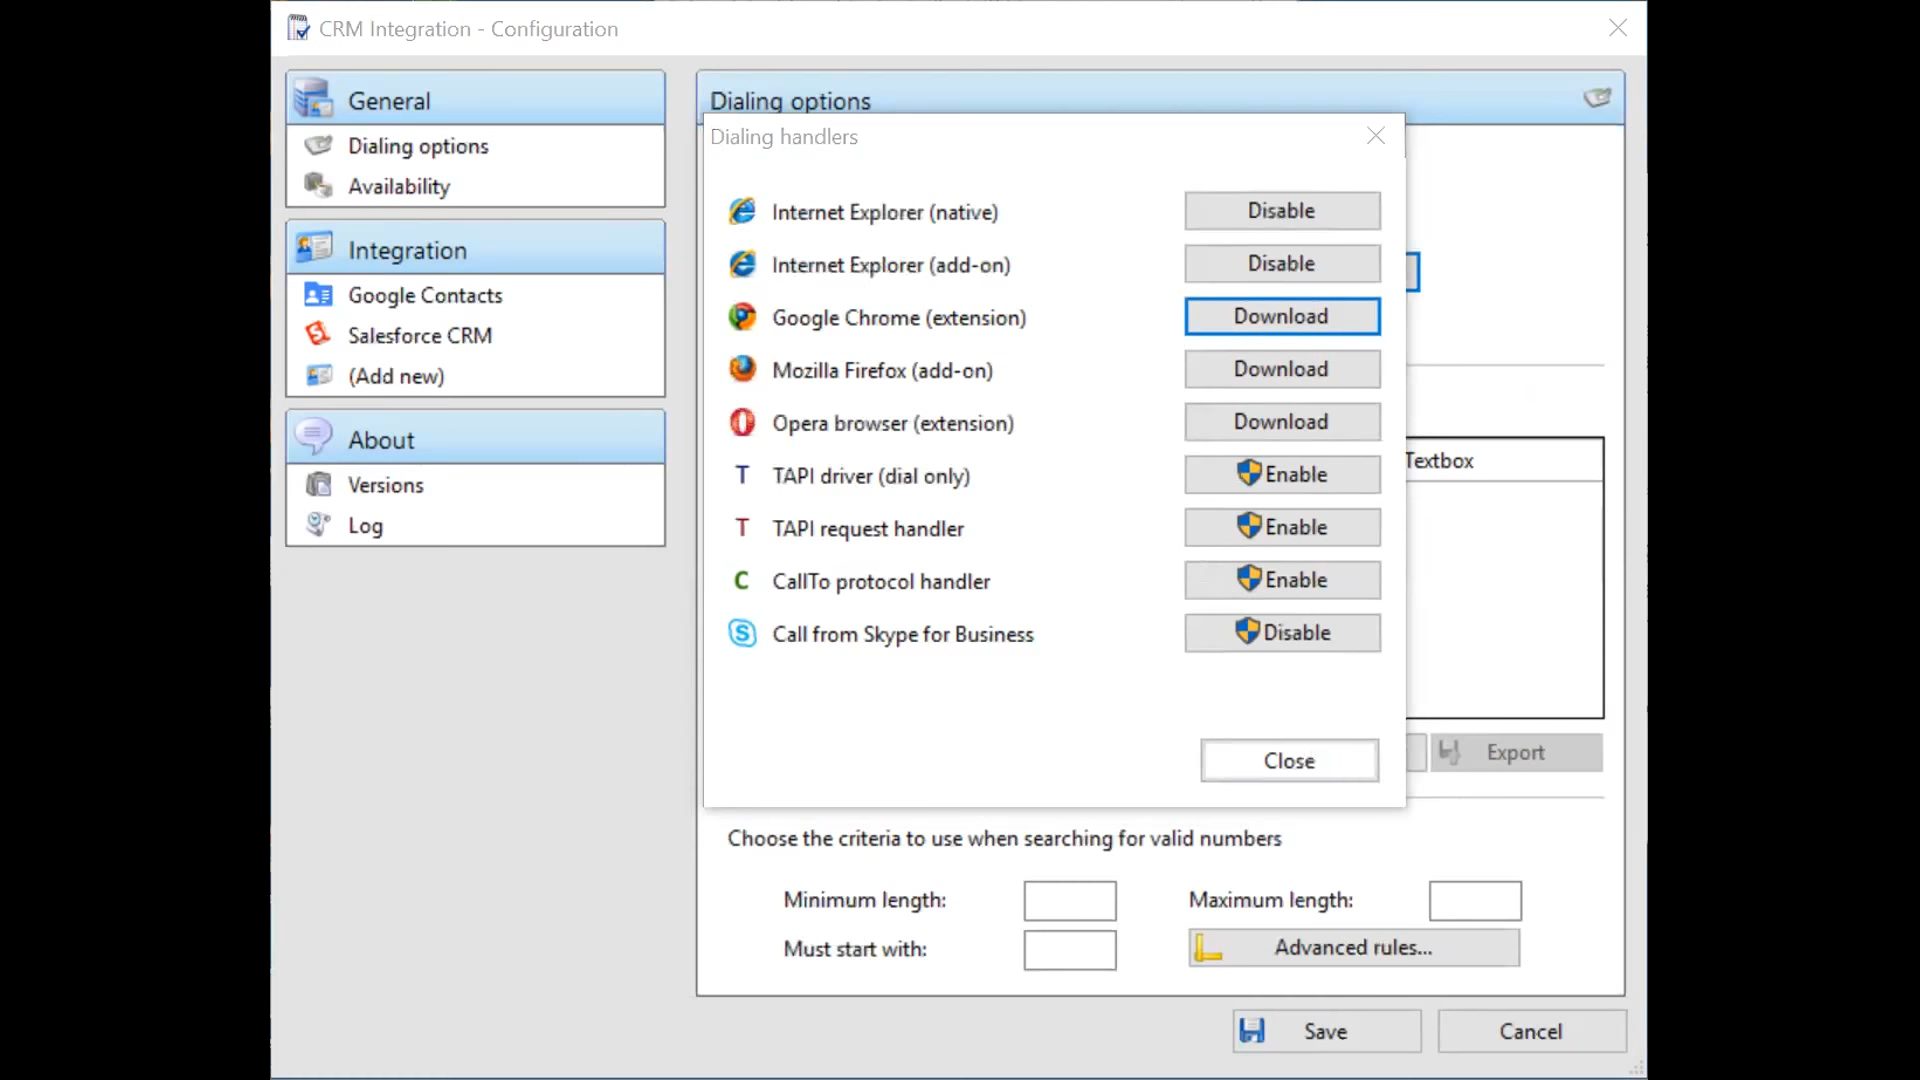 CRM Integration - Configuration
General
Dialing options
Availability
Integration
Google Contacts
Salesforce CRM
(Add new)
About
Versions
Log
Dialing options
Dialing handlers
Internet Explorer (native) Disable
Internet Explorer (add-on) Disable
Google Chrome (extension) Download
Mozilla Firefox (add-on) Download
Opera browser (extension) Download
T TAPI driver (dial only) Enable
T TAPI request handler Enable
C CallTo protocol handler Enable
S Call from Skype for Business Disable
Close
Textbox
Export
Choose the criteria to use when searching for valid numbers
Minimum length: Maximum length:
Must start with: Advanced rules...
Save Cancel